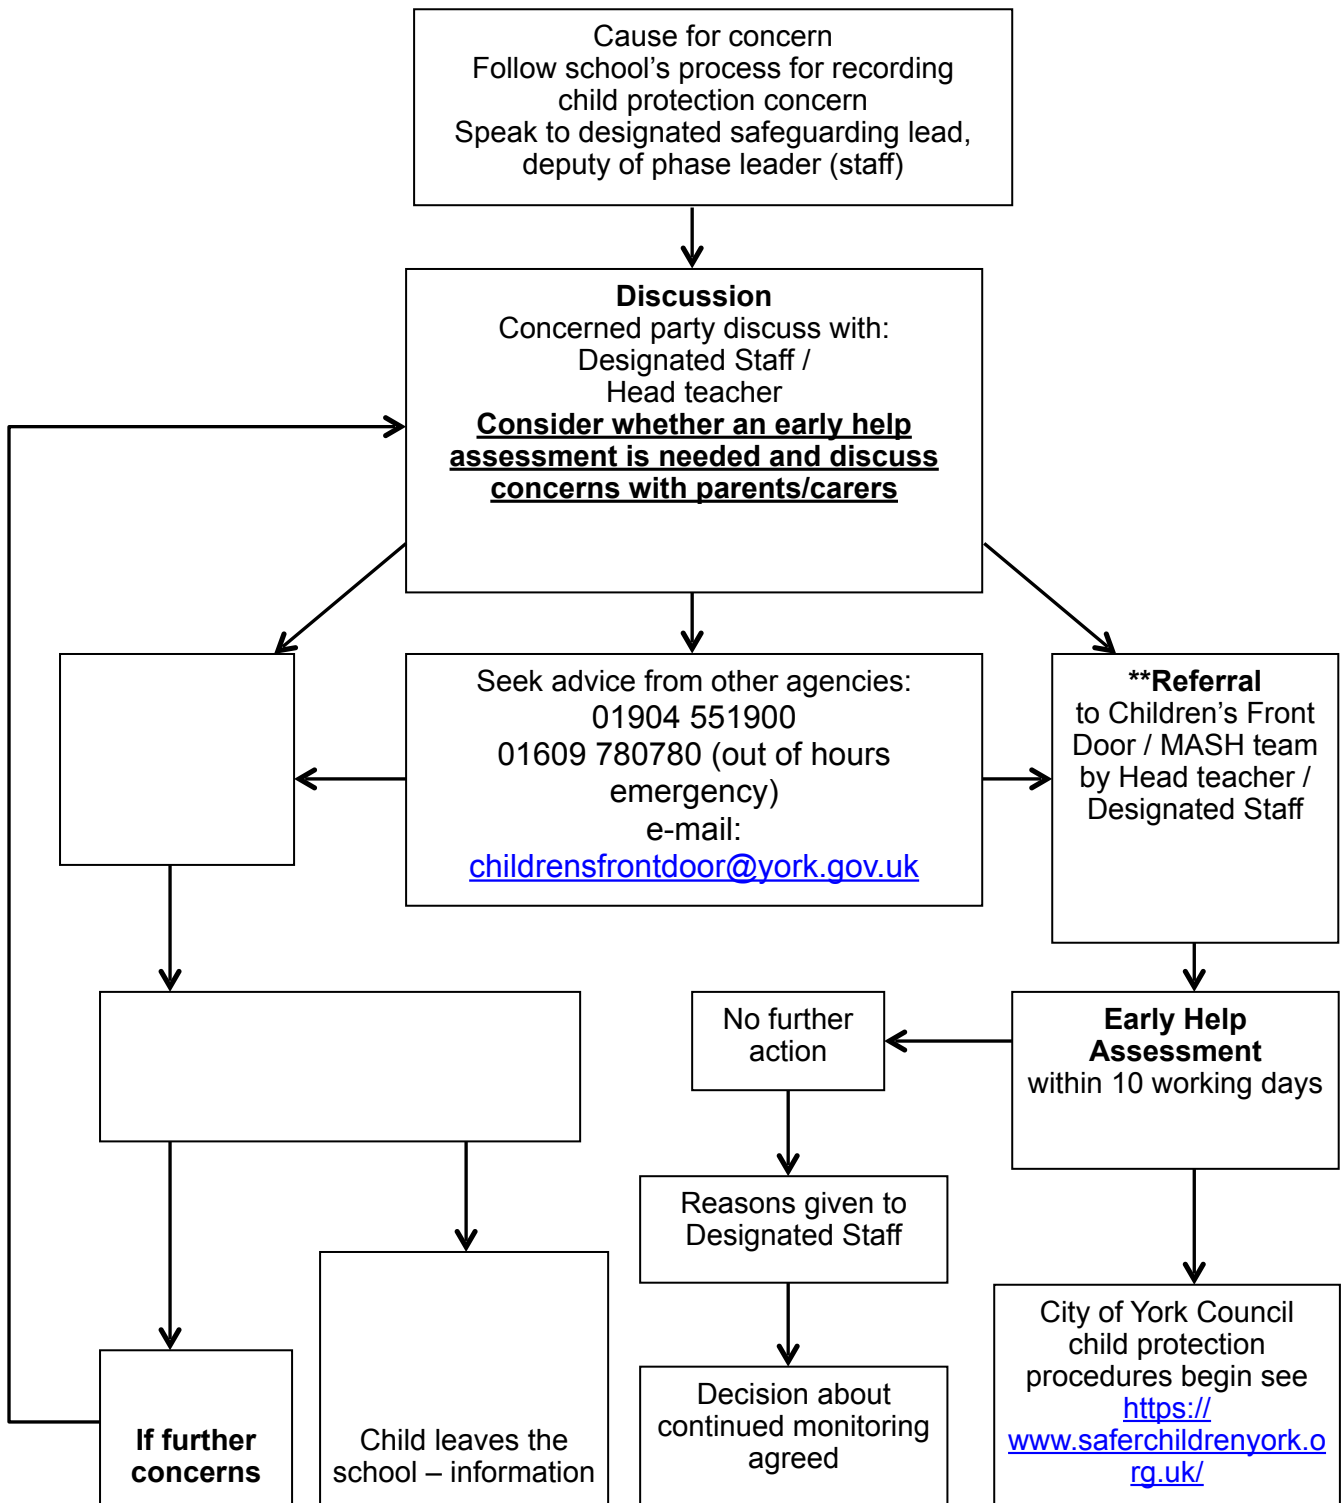 Cause for concern
Follow school’s process for recording
child protection concern
Speak to designated safeguarding lead,
deputy of phase leader (staff)
Discussion
Concerned party discuss with:
Designated Staff /
Head teacher
Consider whether an early help
assessment is needed and discuss
concerns with parents/carers
Seek advice from other agencies:
01904 551900
01609 780780 (out of hours
emergency)
e-mail:
childrensfrontdoor@york.gov.uk
**Referral
to Children’s Front
Door / MASH team
by Head teacher /
Designated Staff
No further
action
Early Help
Assessment
within 10 working days
Reasons given to
Designated Staff
If further
concerns
Child leaves the
school – information
Decision about
continued monitoring
agreed
City of York Council
child protection
procedures begin see
https://
www.saferchildrenyork.o
rg.uk/